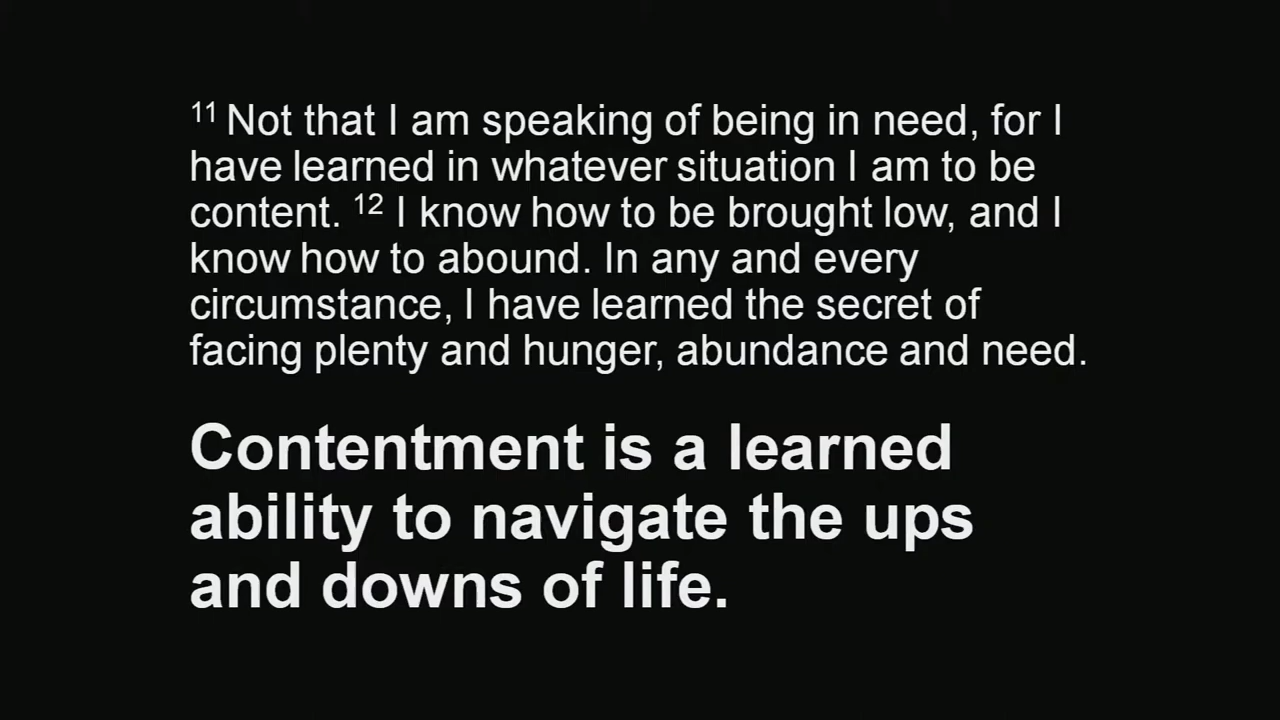 ¹¹ Not that I am speaking of being in need, for I
have learned in whatever situation I am to be
content. ¹² I know how to be brought low, and I
know how to abound. In any and every
circumstance, I have learned the secret of
facing plenty and hunger, abundance and need.
Contentment is a learned
ability to navigate the ups
and downs of life.